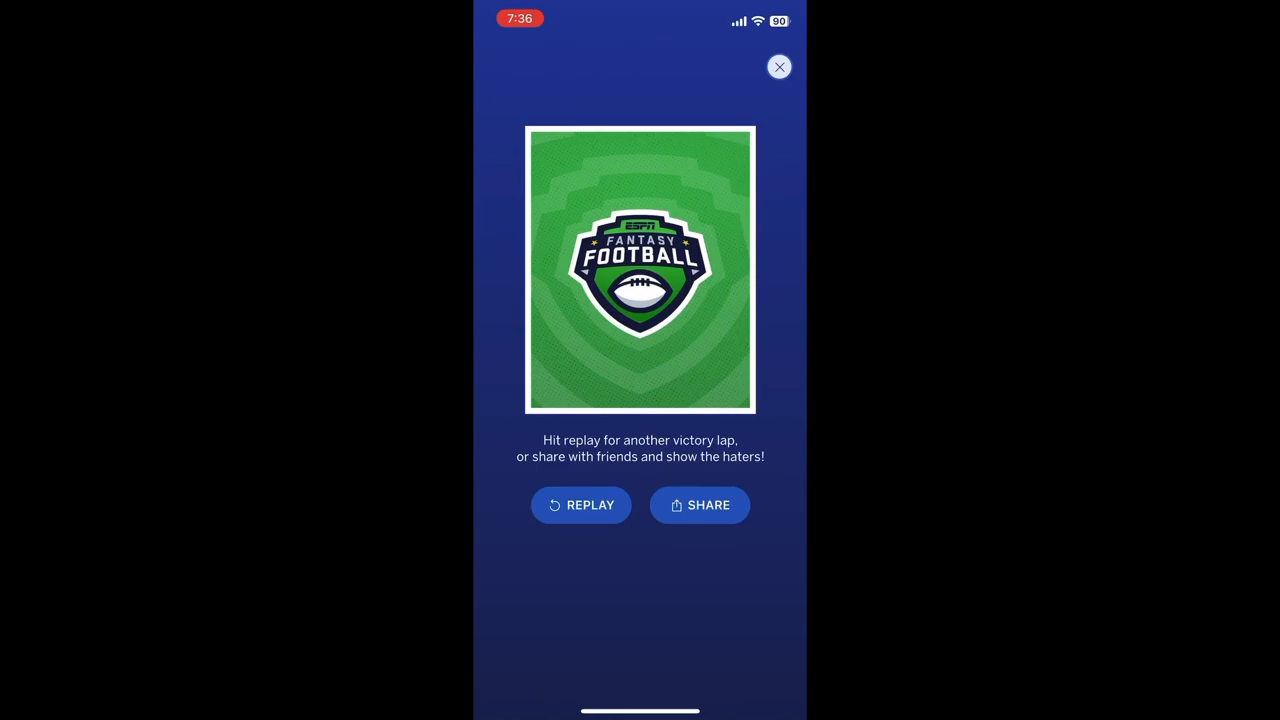 7:36
90
ESPN
FANTASY
FOOTBALL
Hit replay for another victory lap,
or share with friends and show the haters!
REPLAY
SHARE